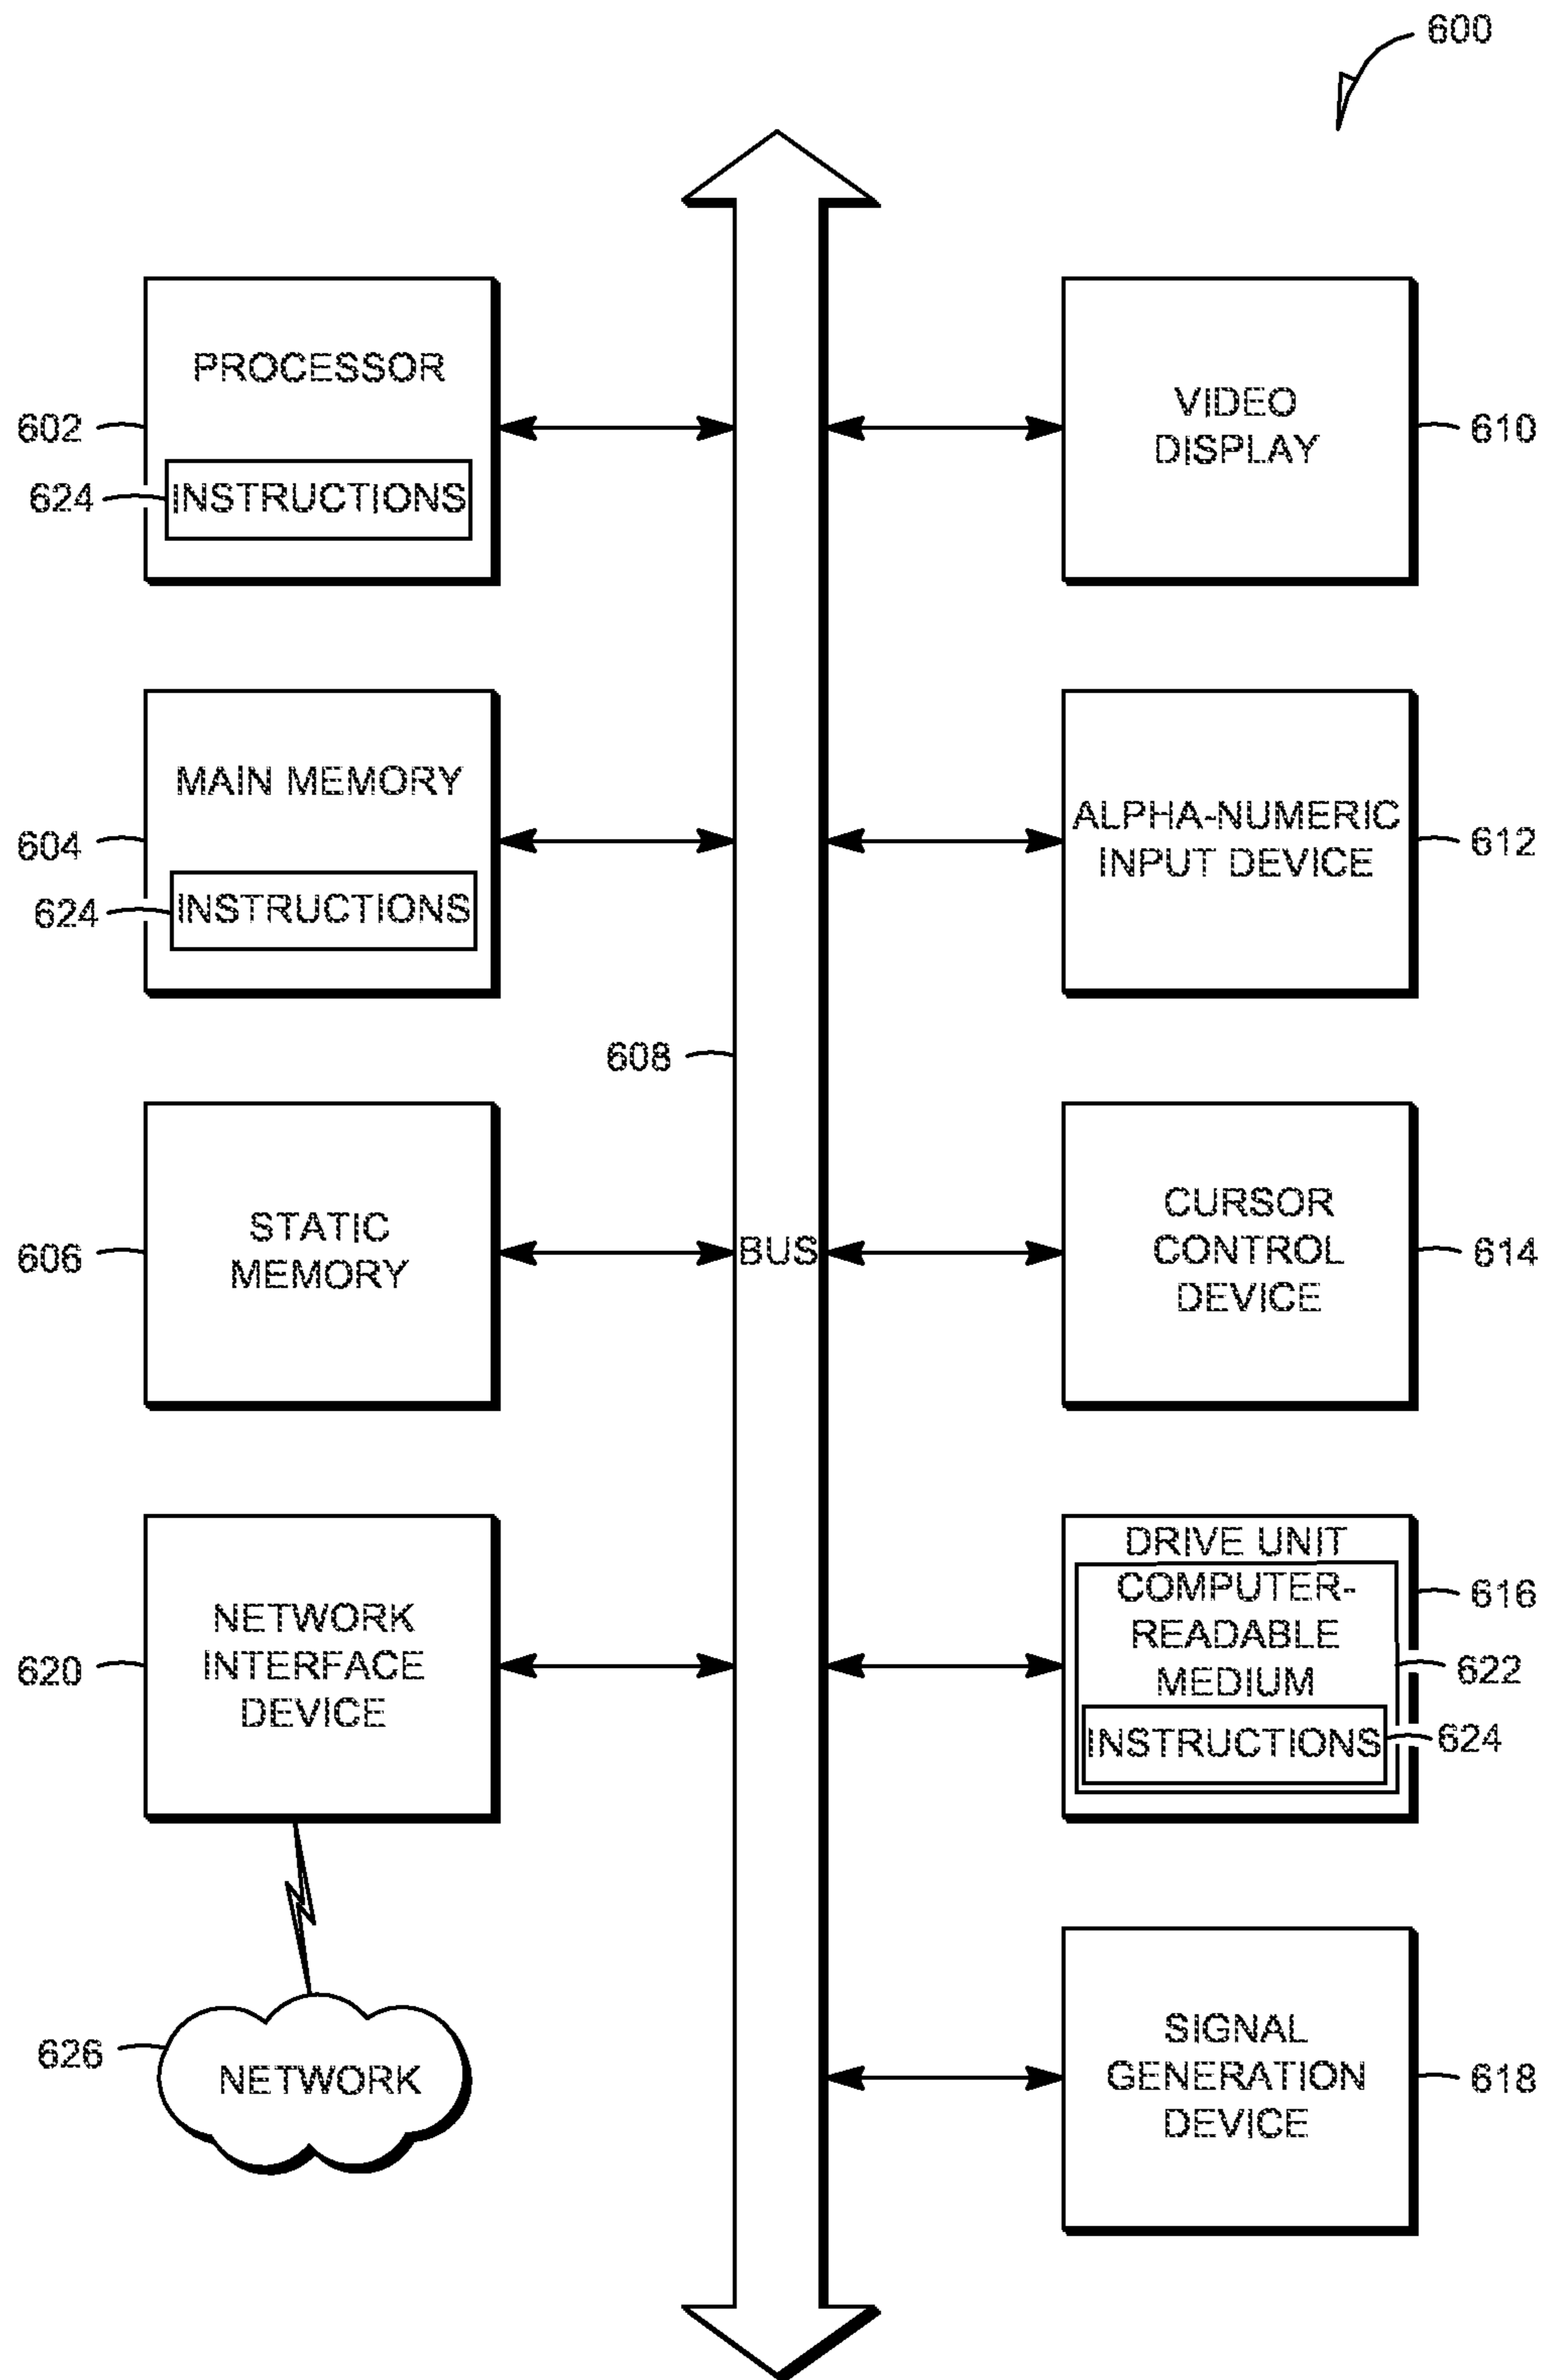 600
PROCESSOR
602
624
INSTRUCTIONS
VIDEO
DISPLAY
610
MAIN MEMORY
604
624
INSTRUCTIONS
ALPHA-NUMERIC
INPUT DEVICE
612
608
STATIC
MEMORY
606
BUS
CURSOR
CONTROL
DEVICE
614
NETWORK
INTERFACE
DEVICE
620
DRIVE UNIT
COMPUTER-
READABLE
MEDIUM
616
622
INSTRUCTIONS
624
626
NETWORK
SIGNAL
GENERATION
DEVICE
618